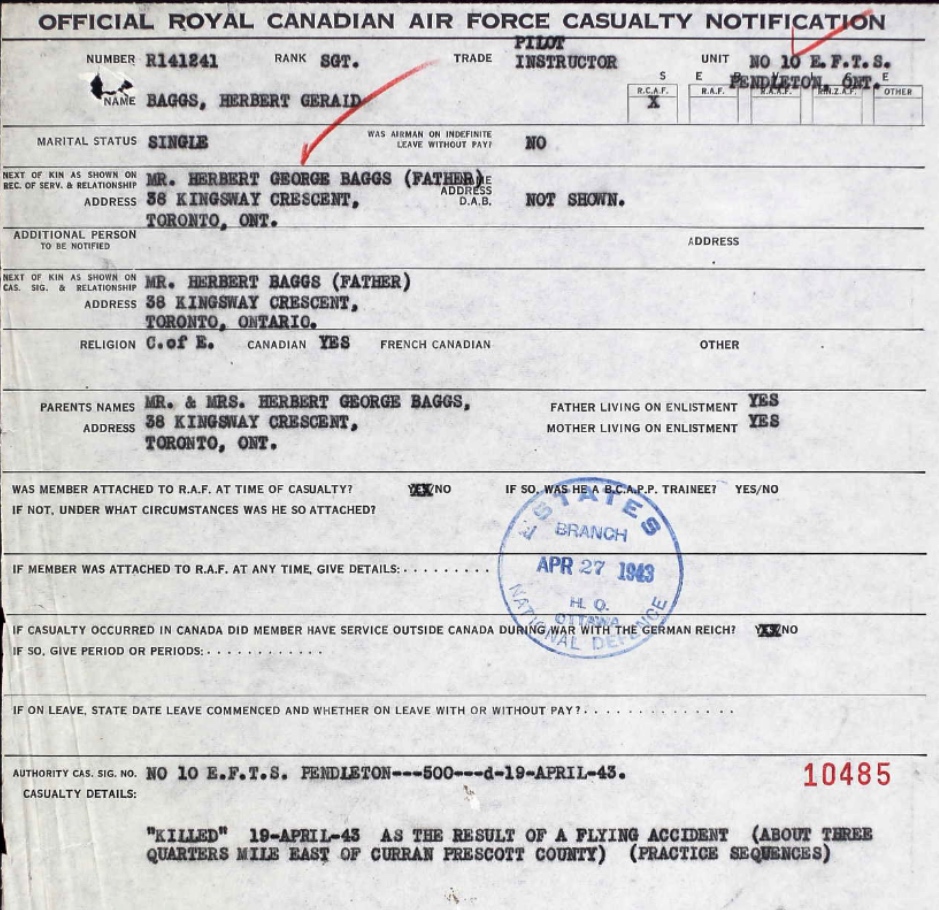 OFFICIAL ROYAL CANADIAN AIR FORCE CASUALTY NOTIFICATION
NUMBER R141241 RANK SGT. TRADE PILOT INSTRUCTOR UNIT NO 10 E.F.T.S. PENDLETON, ONT.
NAME BAGGS, HERBERT GERALD
R.C.A.F. X R.A.F. R.A.A.F. R.N.Z.A.F. OTHER
MARITAL STATUS SINGLE WAS AIRMAN ON INDEFINITE LEAVE WITHOUT PAY? NO
NEXT OF KIN AS SHOWN ON REC. OF SERV. & RELATIONSHIP MR. HERBERT GEORGE BAGGS (FATHER)
ADDRESS 38 KINGSWAY CRESCENT, ADDRESS D.A.B. NOT SHOWN.
TORONTO, ONT.
ADDITIONAL PERSON TO BE NOTIFIED ADDRESS
NEXT OF KIN AS SHOWN ON CAS. SIG. & RELATIONSHIP MR. HERBERT BAGGS (FATHER)
ADDRESS 38 KINGSWAY CRESCENT,
TORONTO, ONTARIO.
RELIGION C.of E. CANADIAN YES FRENCH CANADIAN OTHER
PARENTS NAMES MR. & MRS. HERBERT GEORGE BAGGS, FATHER LIVING ON ENLISTMENT YES
ADDRESS 38 KINGSWAY CRESCENT, MOTHER LIVING ON ENLISTMENT YES
TORONTO, ONT.
WAS MEMBER ATTACHED TO R.A.F. AT TIME OF CASUALTY? YES/NO IF SO, WAS HE A B.C.A.P.P. TRAINEE? YES/NO
IF NOT, UNDER WHAT CIRCUMSTANCES WAS HE SO ATTACHED?
ESTATES
BRANCH
APR 27 1943
H. Q.
OTTAWA
NATIONAL DEFENCE
IF MEMBER WAS ATTACHED TO R.A.F. AT ANY TIME, GIVE DETAILS: . . . . . . . . .
IF CASUALTY OCCURRED IN CANADA DID MEMBER HAVE SERVICE OUTSIDE CANADA DURING WAR WITH THE GERMAN REICH? YES/NO
IF SO, GIVE PERIOD OR PERIODS: . . . . . . . . . . . .
IF ON LEAVE, STATE DATE LEAVE COMMENCED AND WHETHER ON LEAVE WITH OR WITHOUT PAY? . . . . . . . . . . . . . .
AUTHORITY CAS. SIG. NO. NO 10 E.F.T.S. PENDLETON---500---d-19-APRIL-43. 10485
CASUALTY DETAILS:
"KILLED" 19-APRIL-43 AS THE RESULT OF A FLYING ACCIDENT (ABOUT THREE
QUARTERS MILE EAST OF CURRAN PRESCOTT COUNTY) (PRACTICE SEQUENCES)